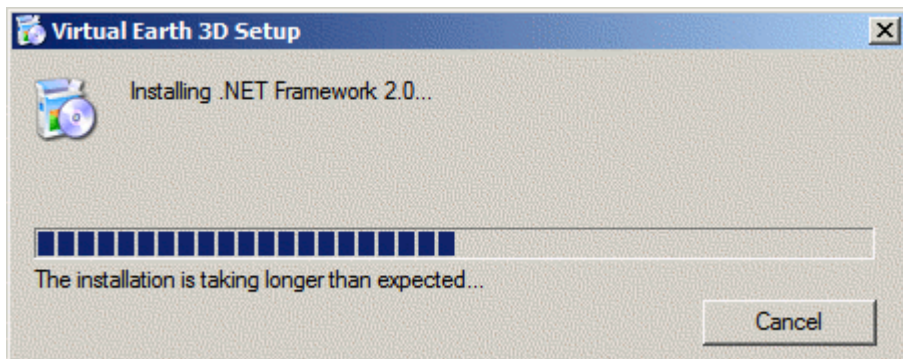 Virtual Earth 3D Setup
Installing .NET Framework 2.0...
The installation is taking longer than expected...
Cancel